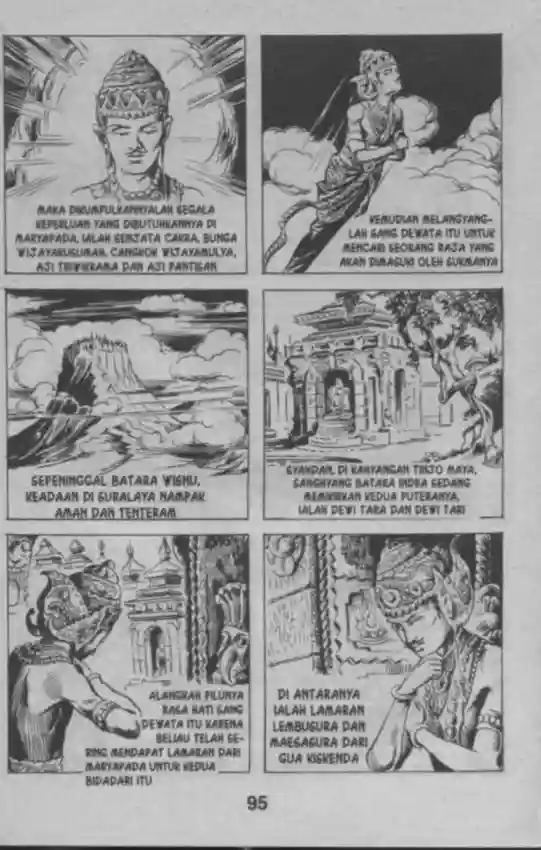 MAKA DIKUMPULKANNYALAH SEGALA
KEPERLUAN YANG DIBUTUHKANNYA DI
MARYAPADA, IALAH SENJATA CAKRA, BUNGA
WIJAYAKUSUMAH, CANGKOK WIJAYAMULYA,
AJI TRIWIKRAMA DAN AJI PANTISAN
KEMUDIAN MELANGYANG-
LAH SANG DEWATA ITU UNTUK
MENCARI SEORANG RAJA YANG
AKAN DIMASUKI OLEH SUKMANYA
SEPENINGGAL BATARA WISNU,
KEADAAN DI SURALAYA NAMPAK
AMAN DAN TENTERAM
SYAHDAN, DI KAHYANGAN TINJO MAYA,
SANGHYANG BATARA INDRA SEDANG
MEMIKIRKAN KEDUA PUTERANYA,
IALAH DEWI TARA DAN DEWI TARI
ALANGKAH PILUNYA
RASA HATI SANG
DEWATA ITU KARENA
BELIAU TELAH SE-
RING MENDAPAT LAMARAN DARI
MARYAPADA UNTUK KEDUA
BIDADARI ITU
DI ANTARANYA
IALAH LAMARAN
LEMBUSURA DAN
MAESASURA DARI
GUA KISKENDA
95